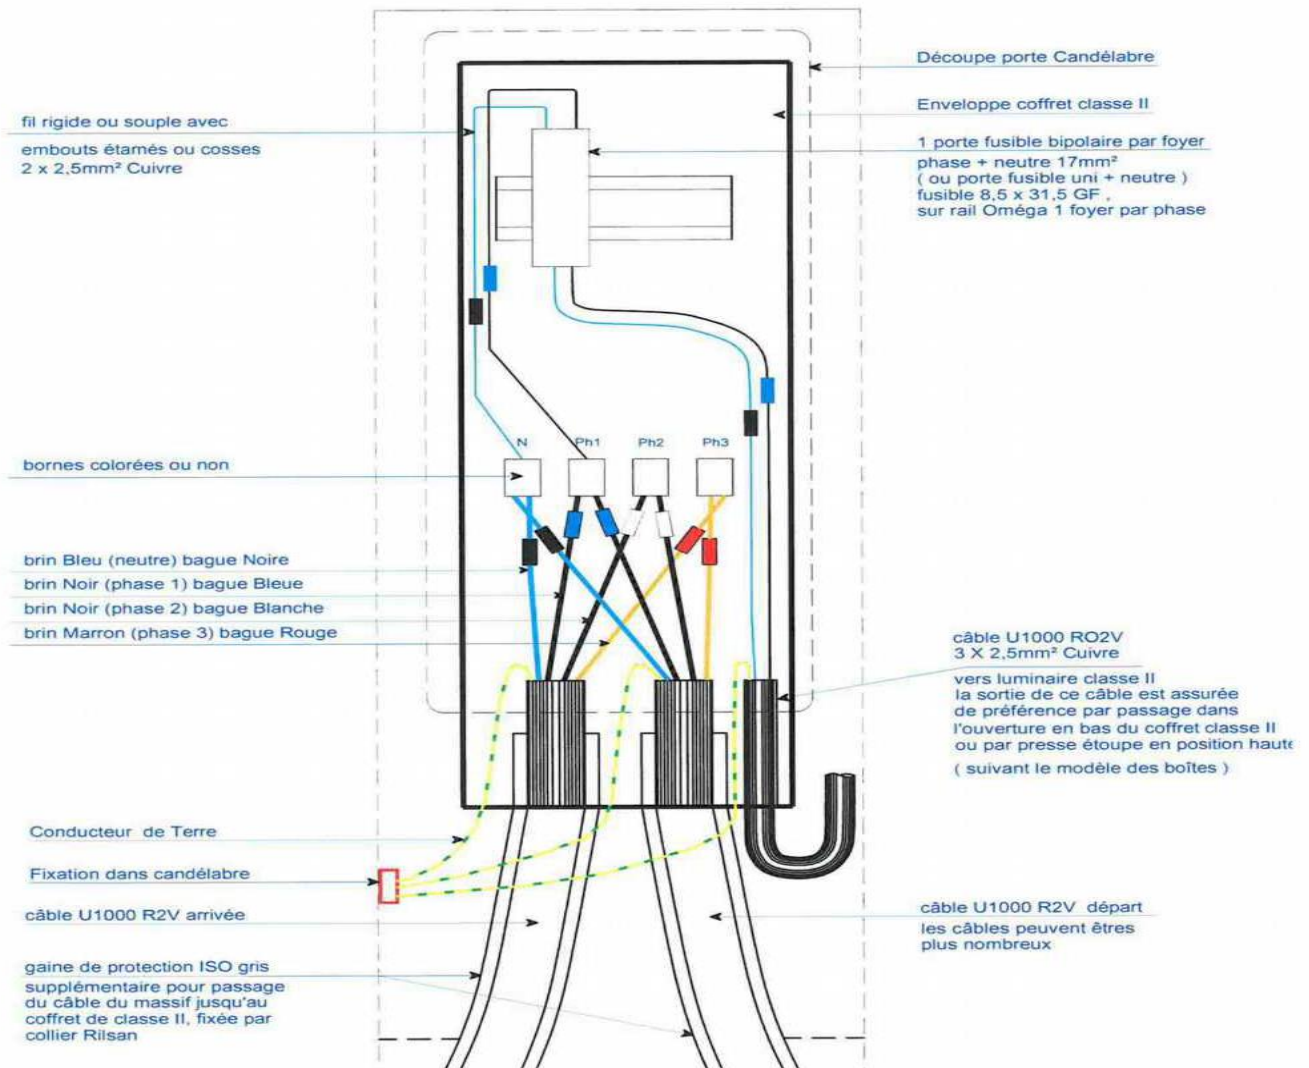 Découpe porte Candélabre
Enveloppe coffret classe II
fil rigide ou souple avec
embouts étamés ou cosses
2 x 2,5mm² Cuivre
1 porte fusible bipolaire par foyer
phase + neutre 17mm²
( ou porte fusible uni + neutre )
fusible 8,5 x 31,5 GF ,
sur rail Oméga 1 foyer par phase
N
Ph1
Ph2
Ph3
bornes colorées ou non
brin Bleu (neutre) bague Noire
brin Noir (phase 1) bague Bleue
brin Noir (phase 2) bague Blanche
brin Marron (phase 3) bague Rouge
câble U1000 RO2V
3 X 2,5mm² Cuivre
vers luminaire classe II
la sortie de ce câble est assurée
de préférence par passage dans
l'ouverture en bas du coffret classe II
ou par presse étoupe en position haute
( suivant le modèle des boîtes )
Conducteur de Terre
Fixation dans candélabre
câble U1000 R2V arrivée
câble U1000 R2V départ
les câbles peuvent êtres
plus nombreux
gaine de protection ISO gris
supplémentaire pour passage
du câble du massif jusqu'au
coffret de classe II, fixée par
collier Rilsan